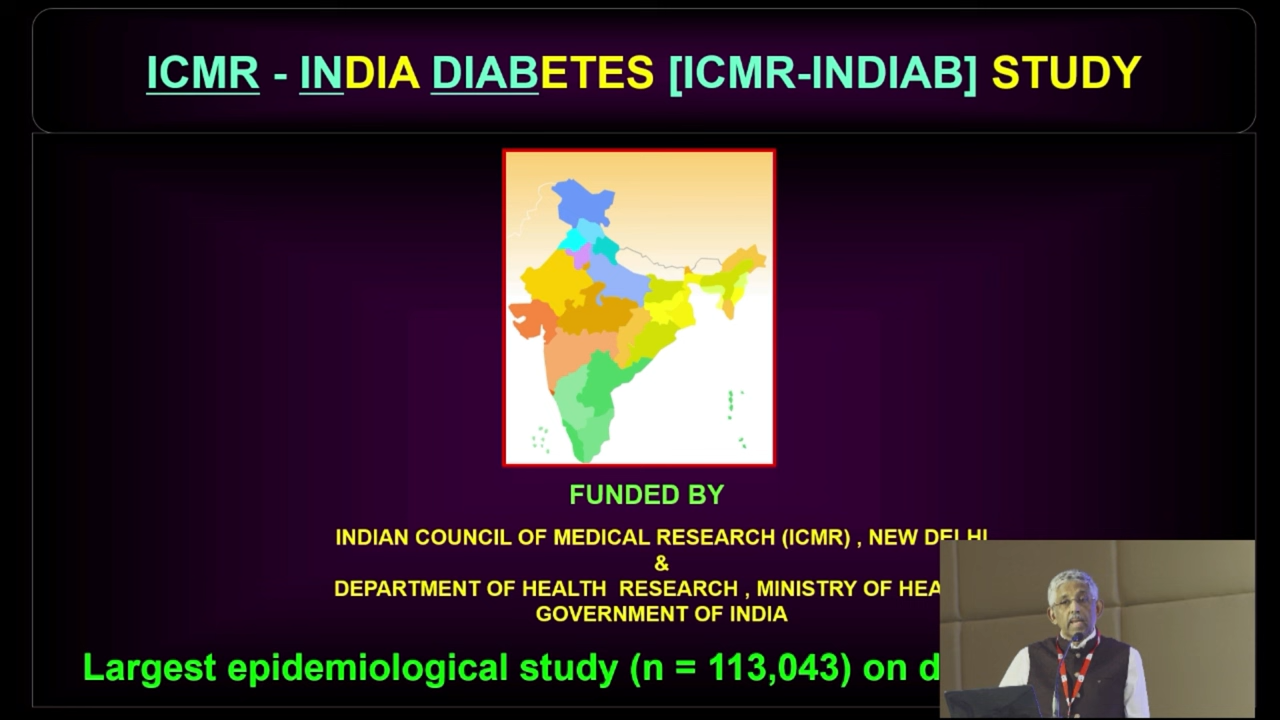 ICMR - INDIA DIABETES [ICMR-INDIAB] STUDY
FUNDED BY
INDIAN COUNCIL OF MEDICAL RESEARCH (ICMR) , NEW DELHI
&
DEPARTMENT OF HEALTH RESEARCH , MINISTRY OF
GOVERNMENT OF INDIA
Largest epidemiological study (n = 113,043) on